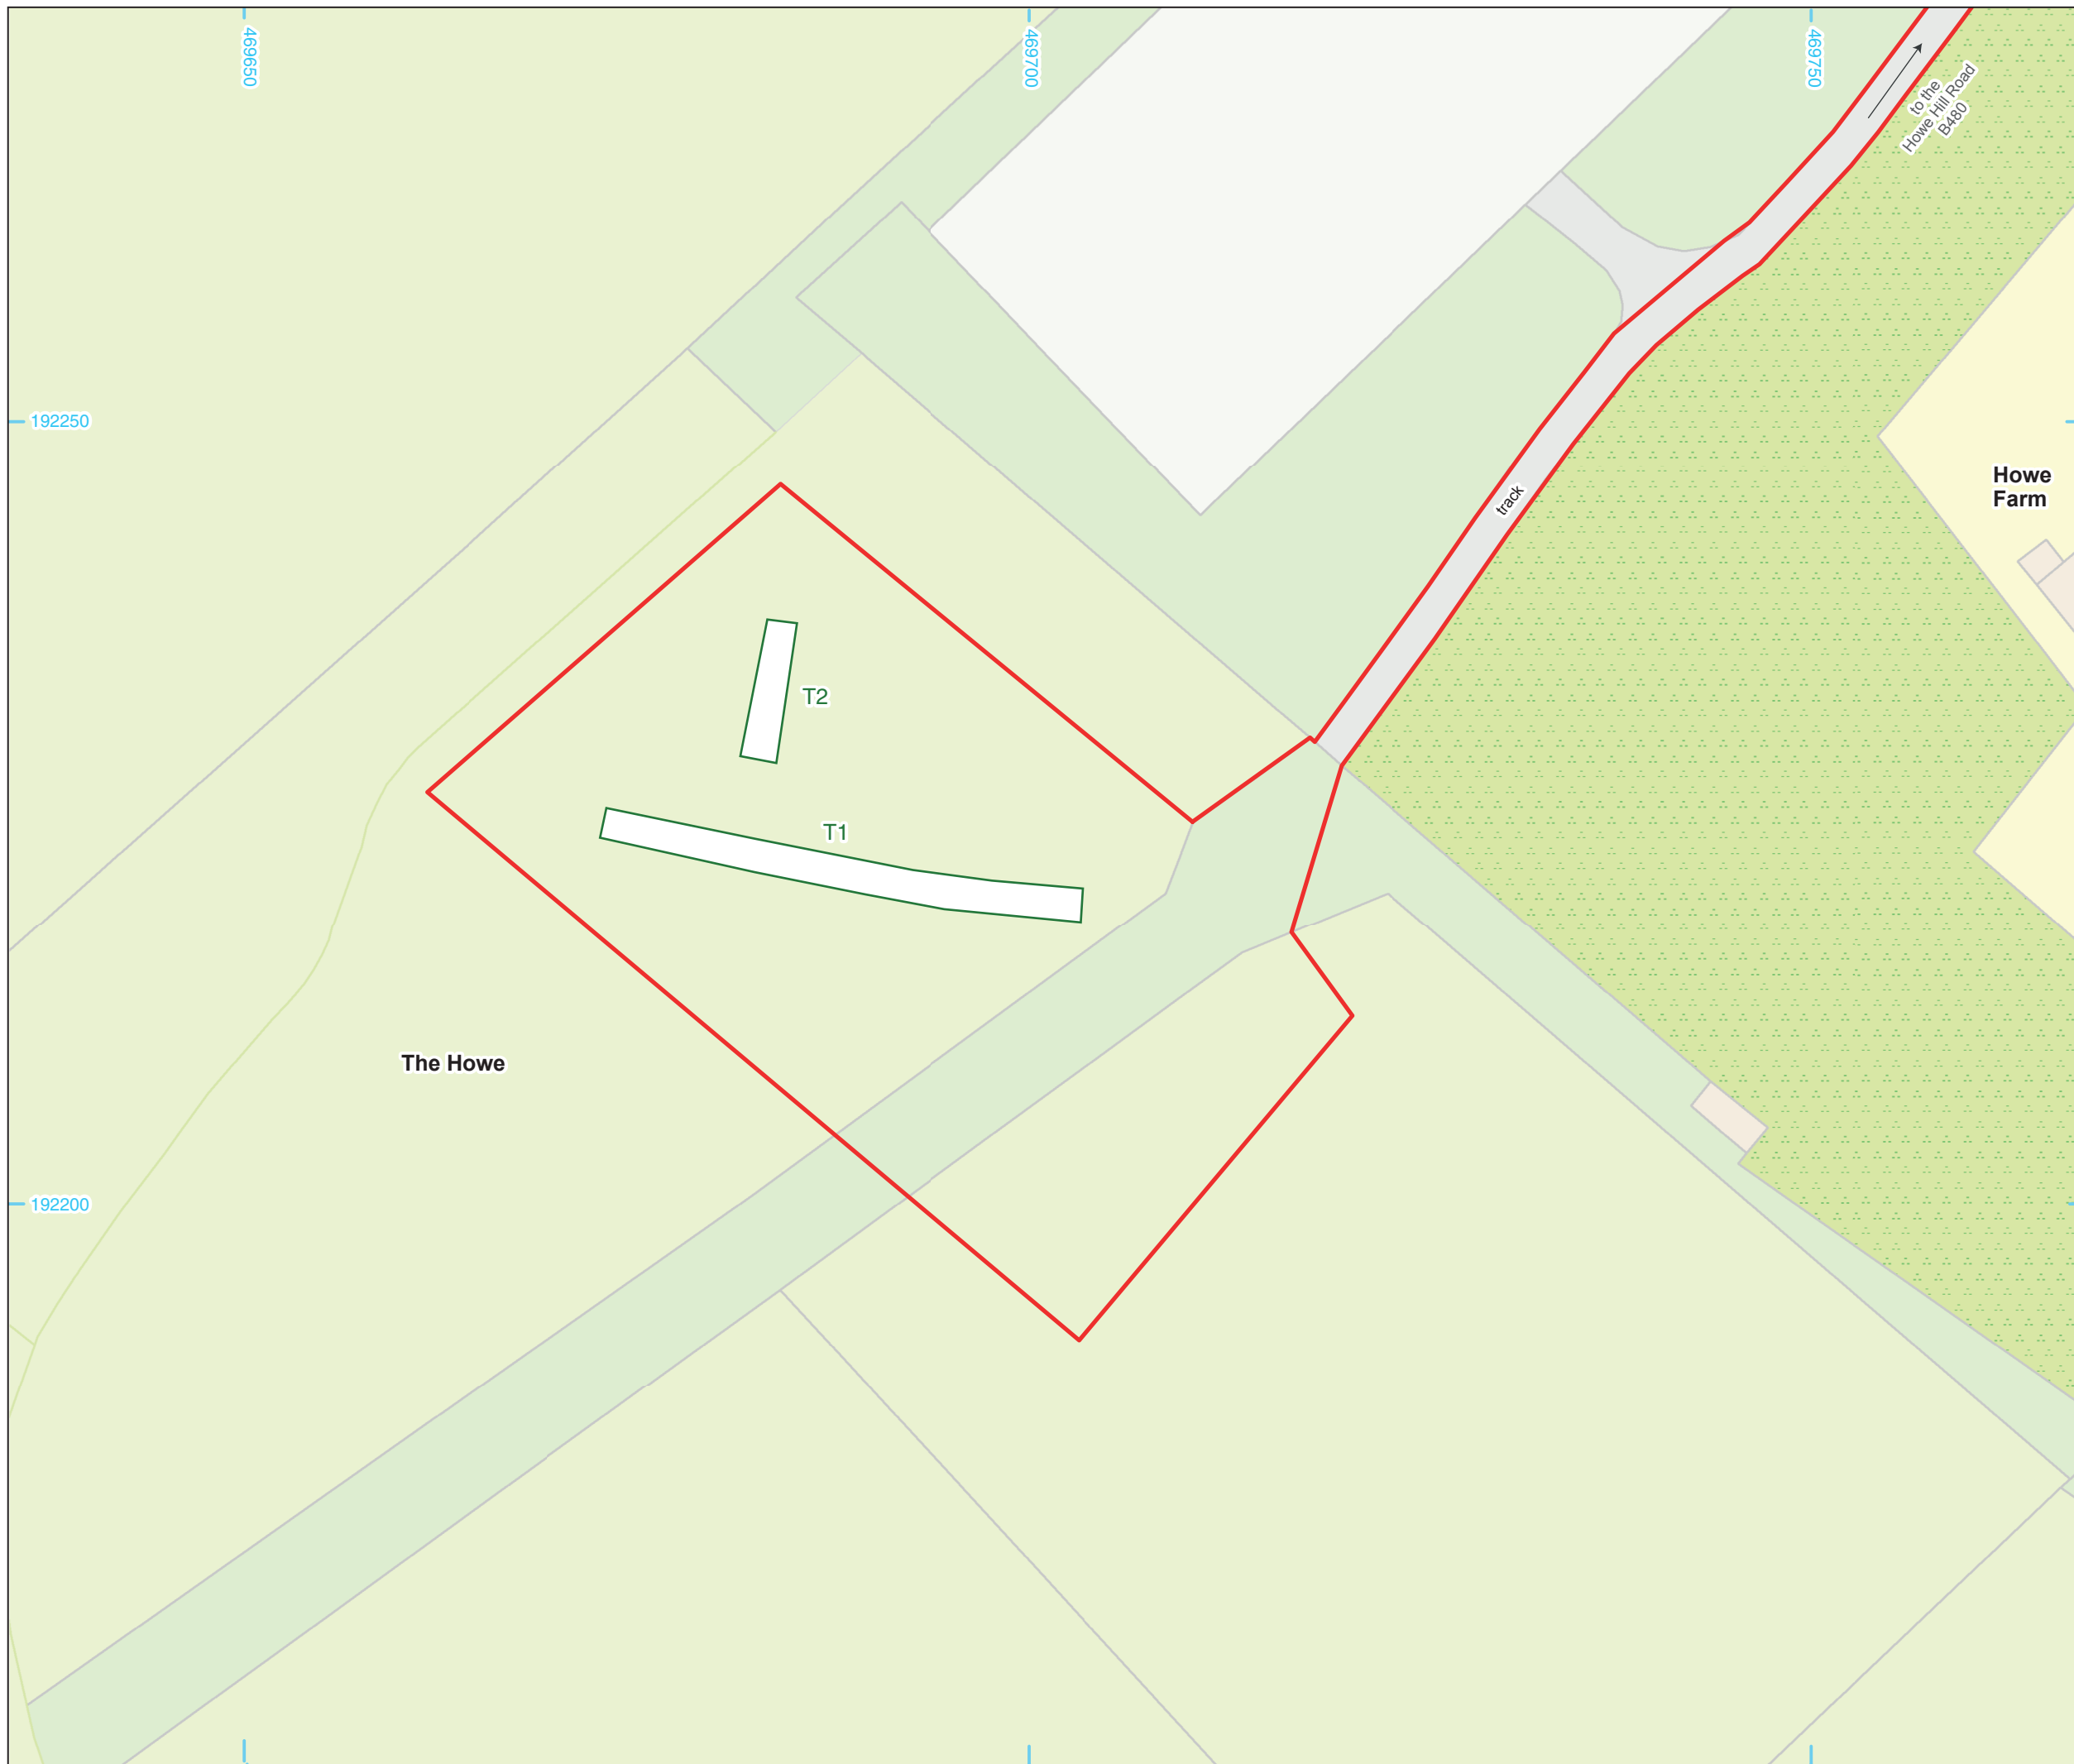 469650
469700
469750
to the
Howe Hill Road
B480
192250
Howe
Farm
track
T2
T1
The Howe
192200